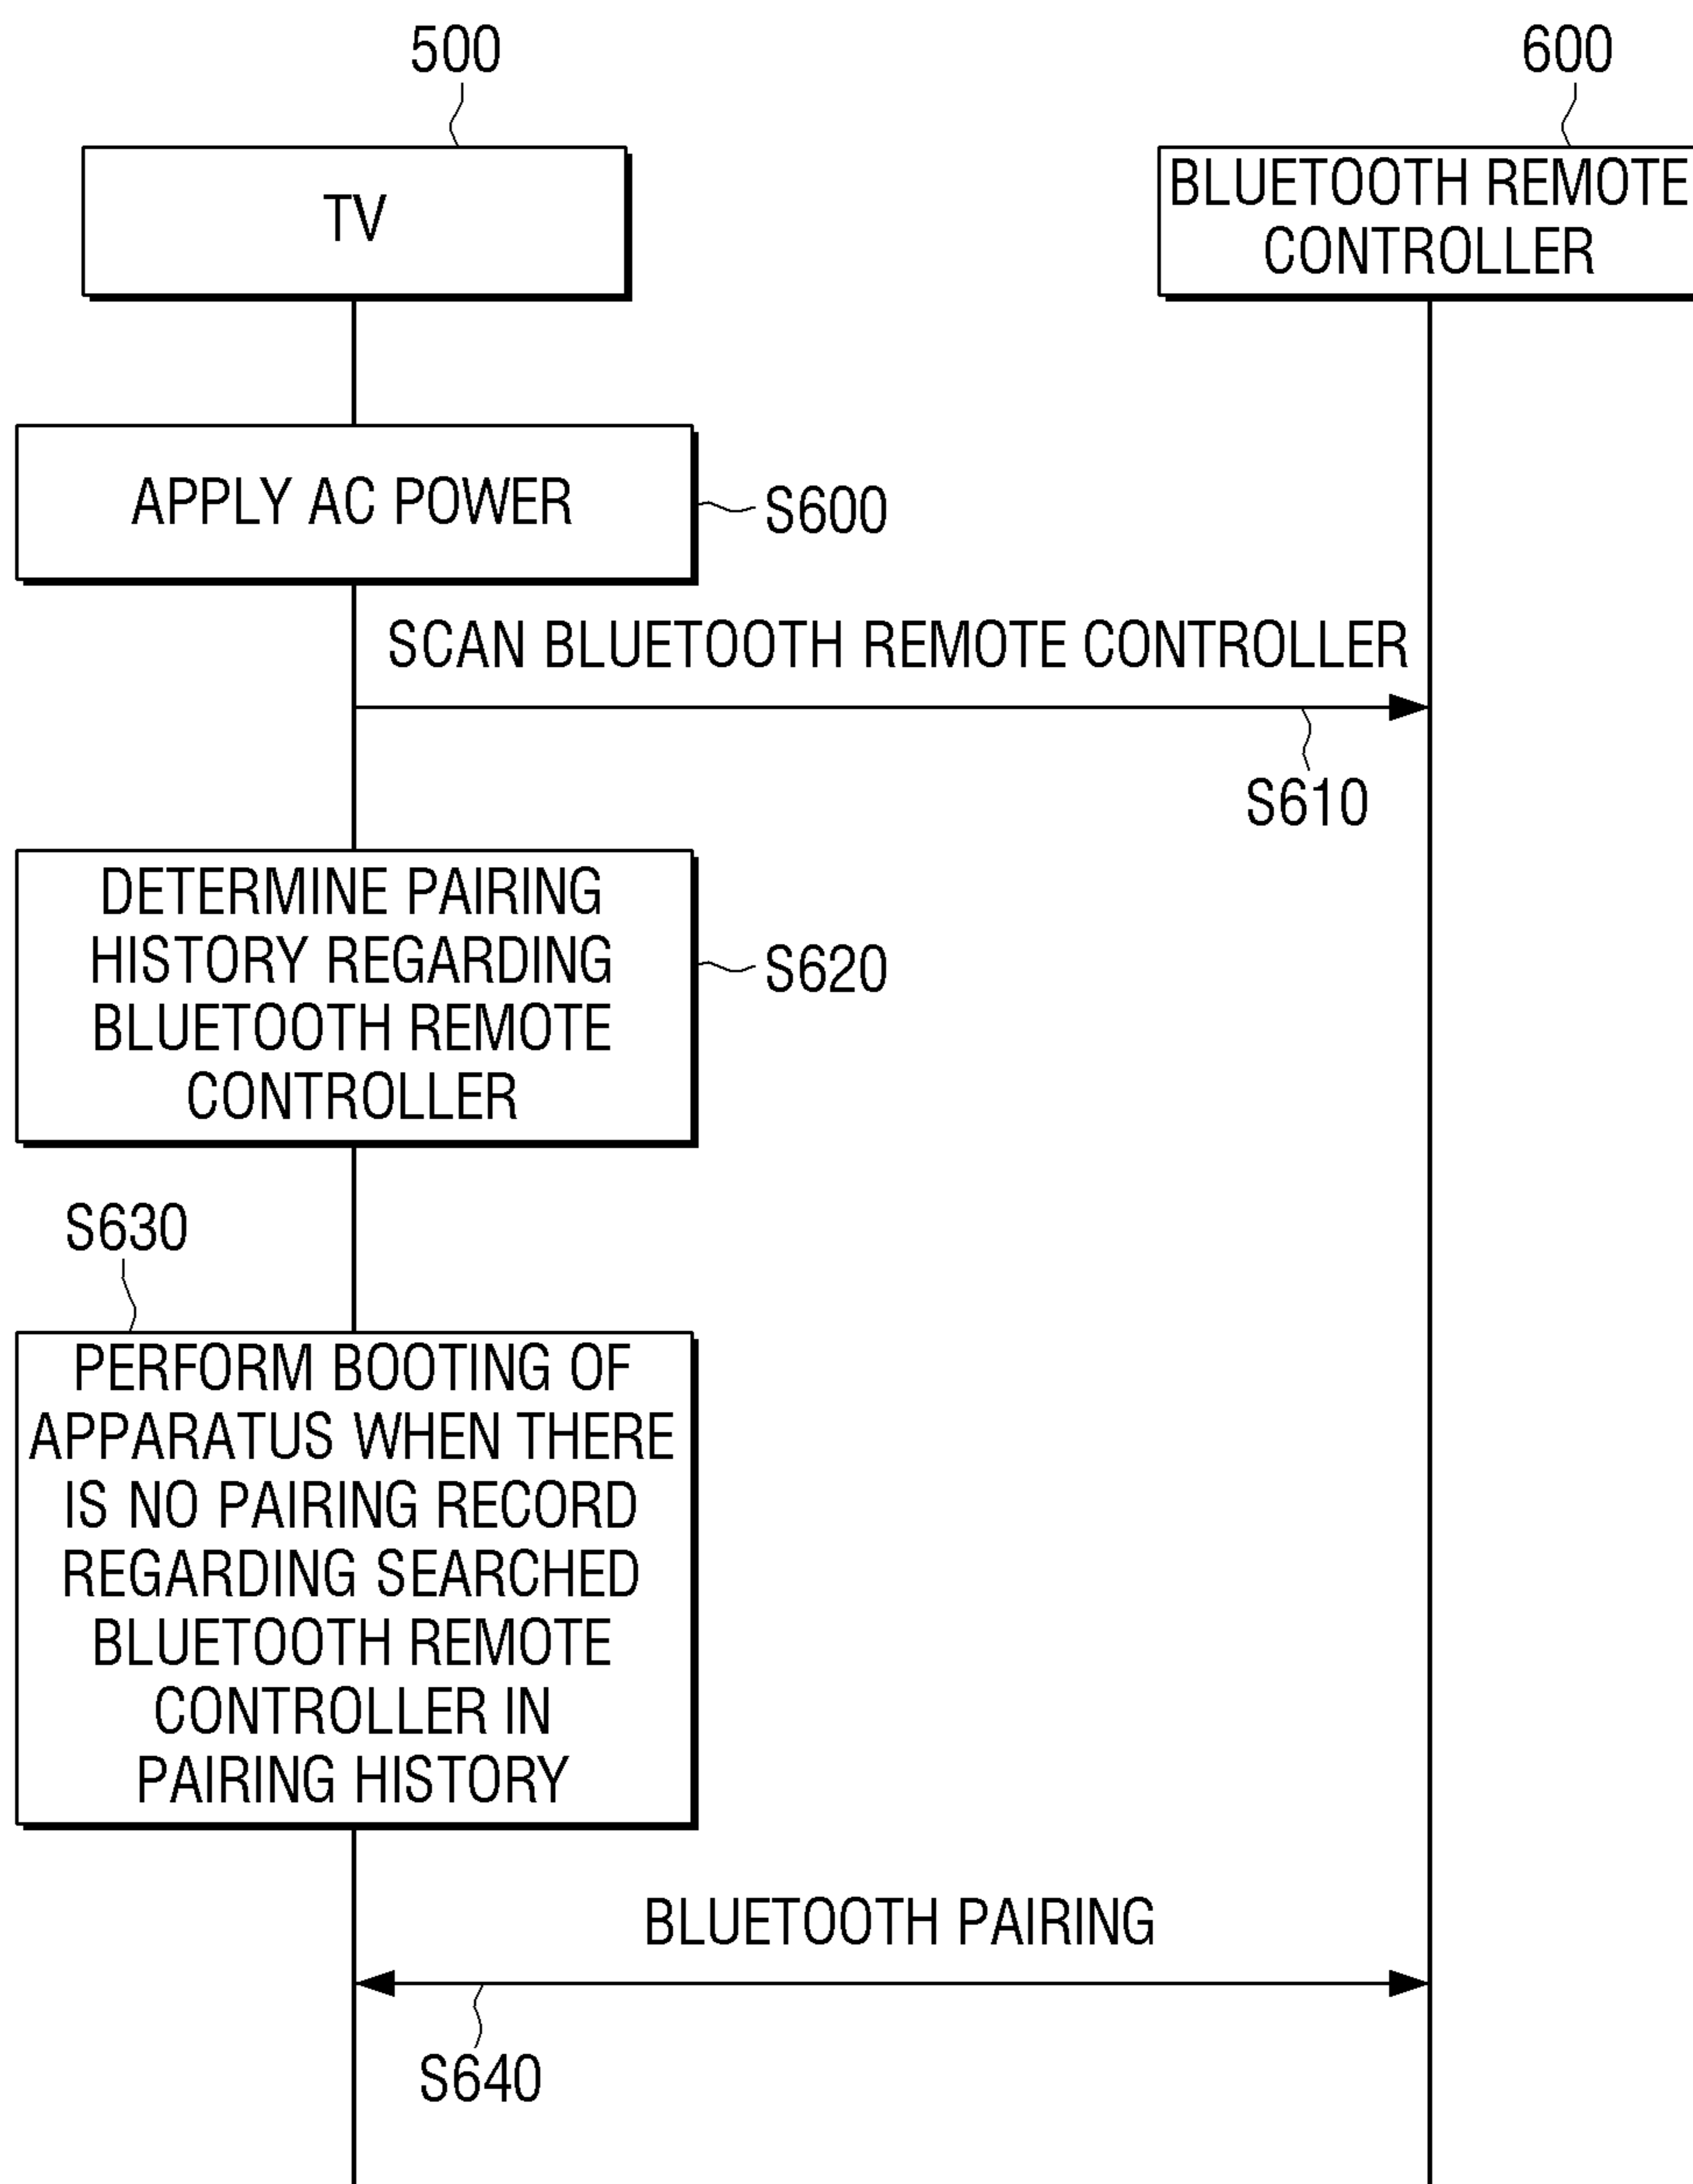 500
600
TV
BLUETOOTH REMOTE
CONTROLLER
APPLY AC POWER
S600
SCAN BLUETOOTH REMOTE CONTROLLER
S610
DETERMINE PAIRING
HISTORY REGARDING
BLUETOOTH REMOTE
CONTROLLER
S620
S630
PERFORM BOOTING OF
APPARATUS WHEN THERE
IS NO PAIRING RECORD
REGARDING SEARCHED
BLUETOOTH REMOTE
CONTROLLER IN
PAIRING HISTORY
BLUETOOTH PAIRING
S640